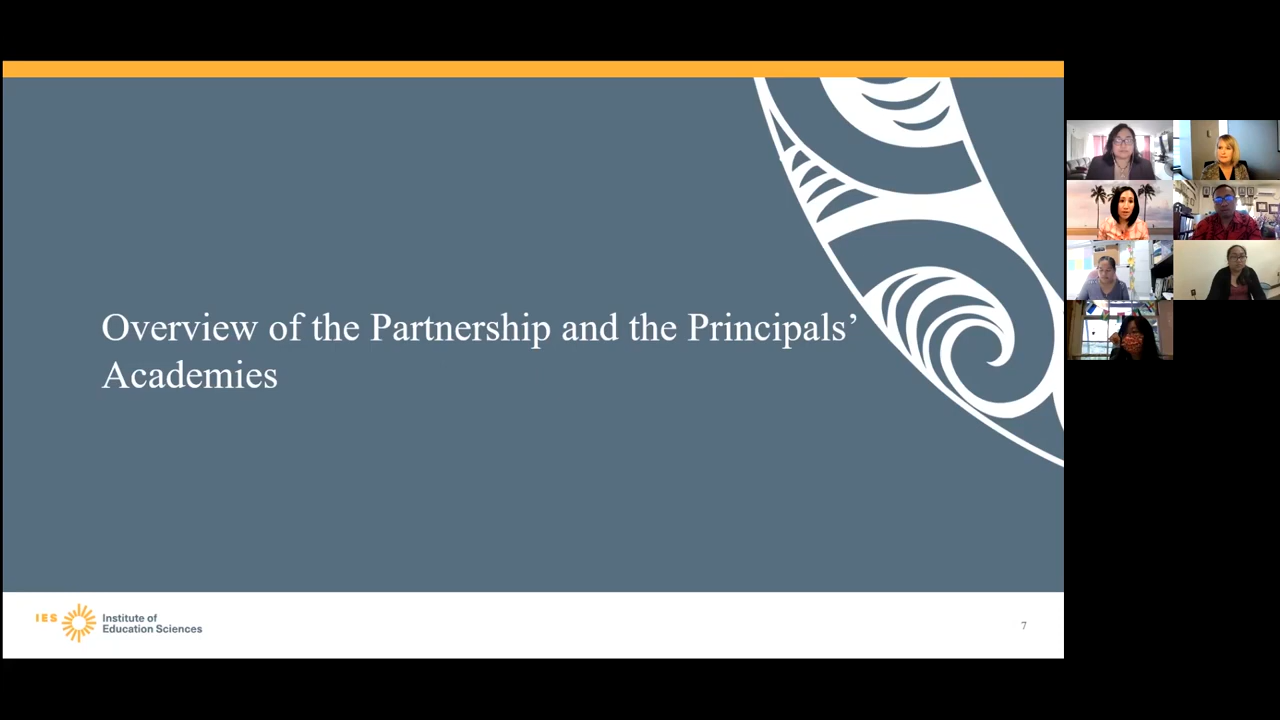 Overview of the Partnership and the Principals’
Academies
IES
Institute of
Education Sciences
7